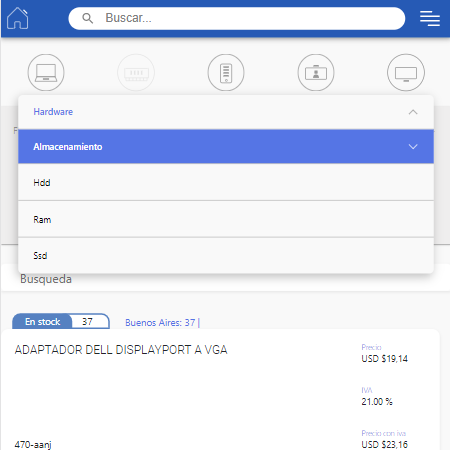 Buscar...
Hardware
Almacenamiento
Hdd
Ram
Ssd
Busqueda
En stock 37 Buenos Aires: 37 |
ADAPTADOR DELL DISPLAYPORT A VGA
Precio
USD $19,14
IVA
21.00 %
Precio con iva
470-aanj USD $23,16